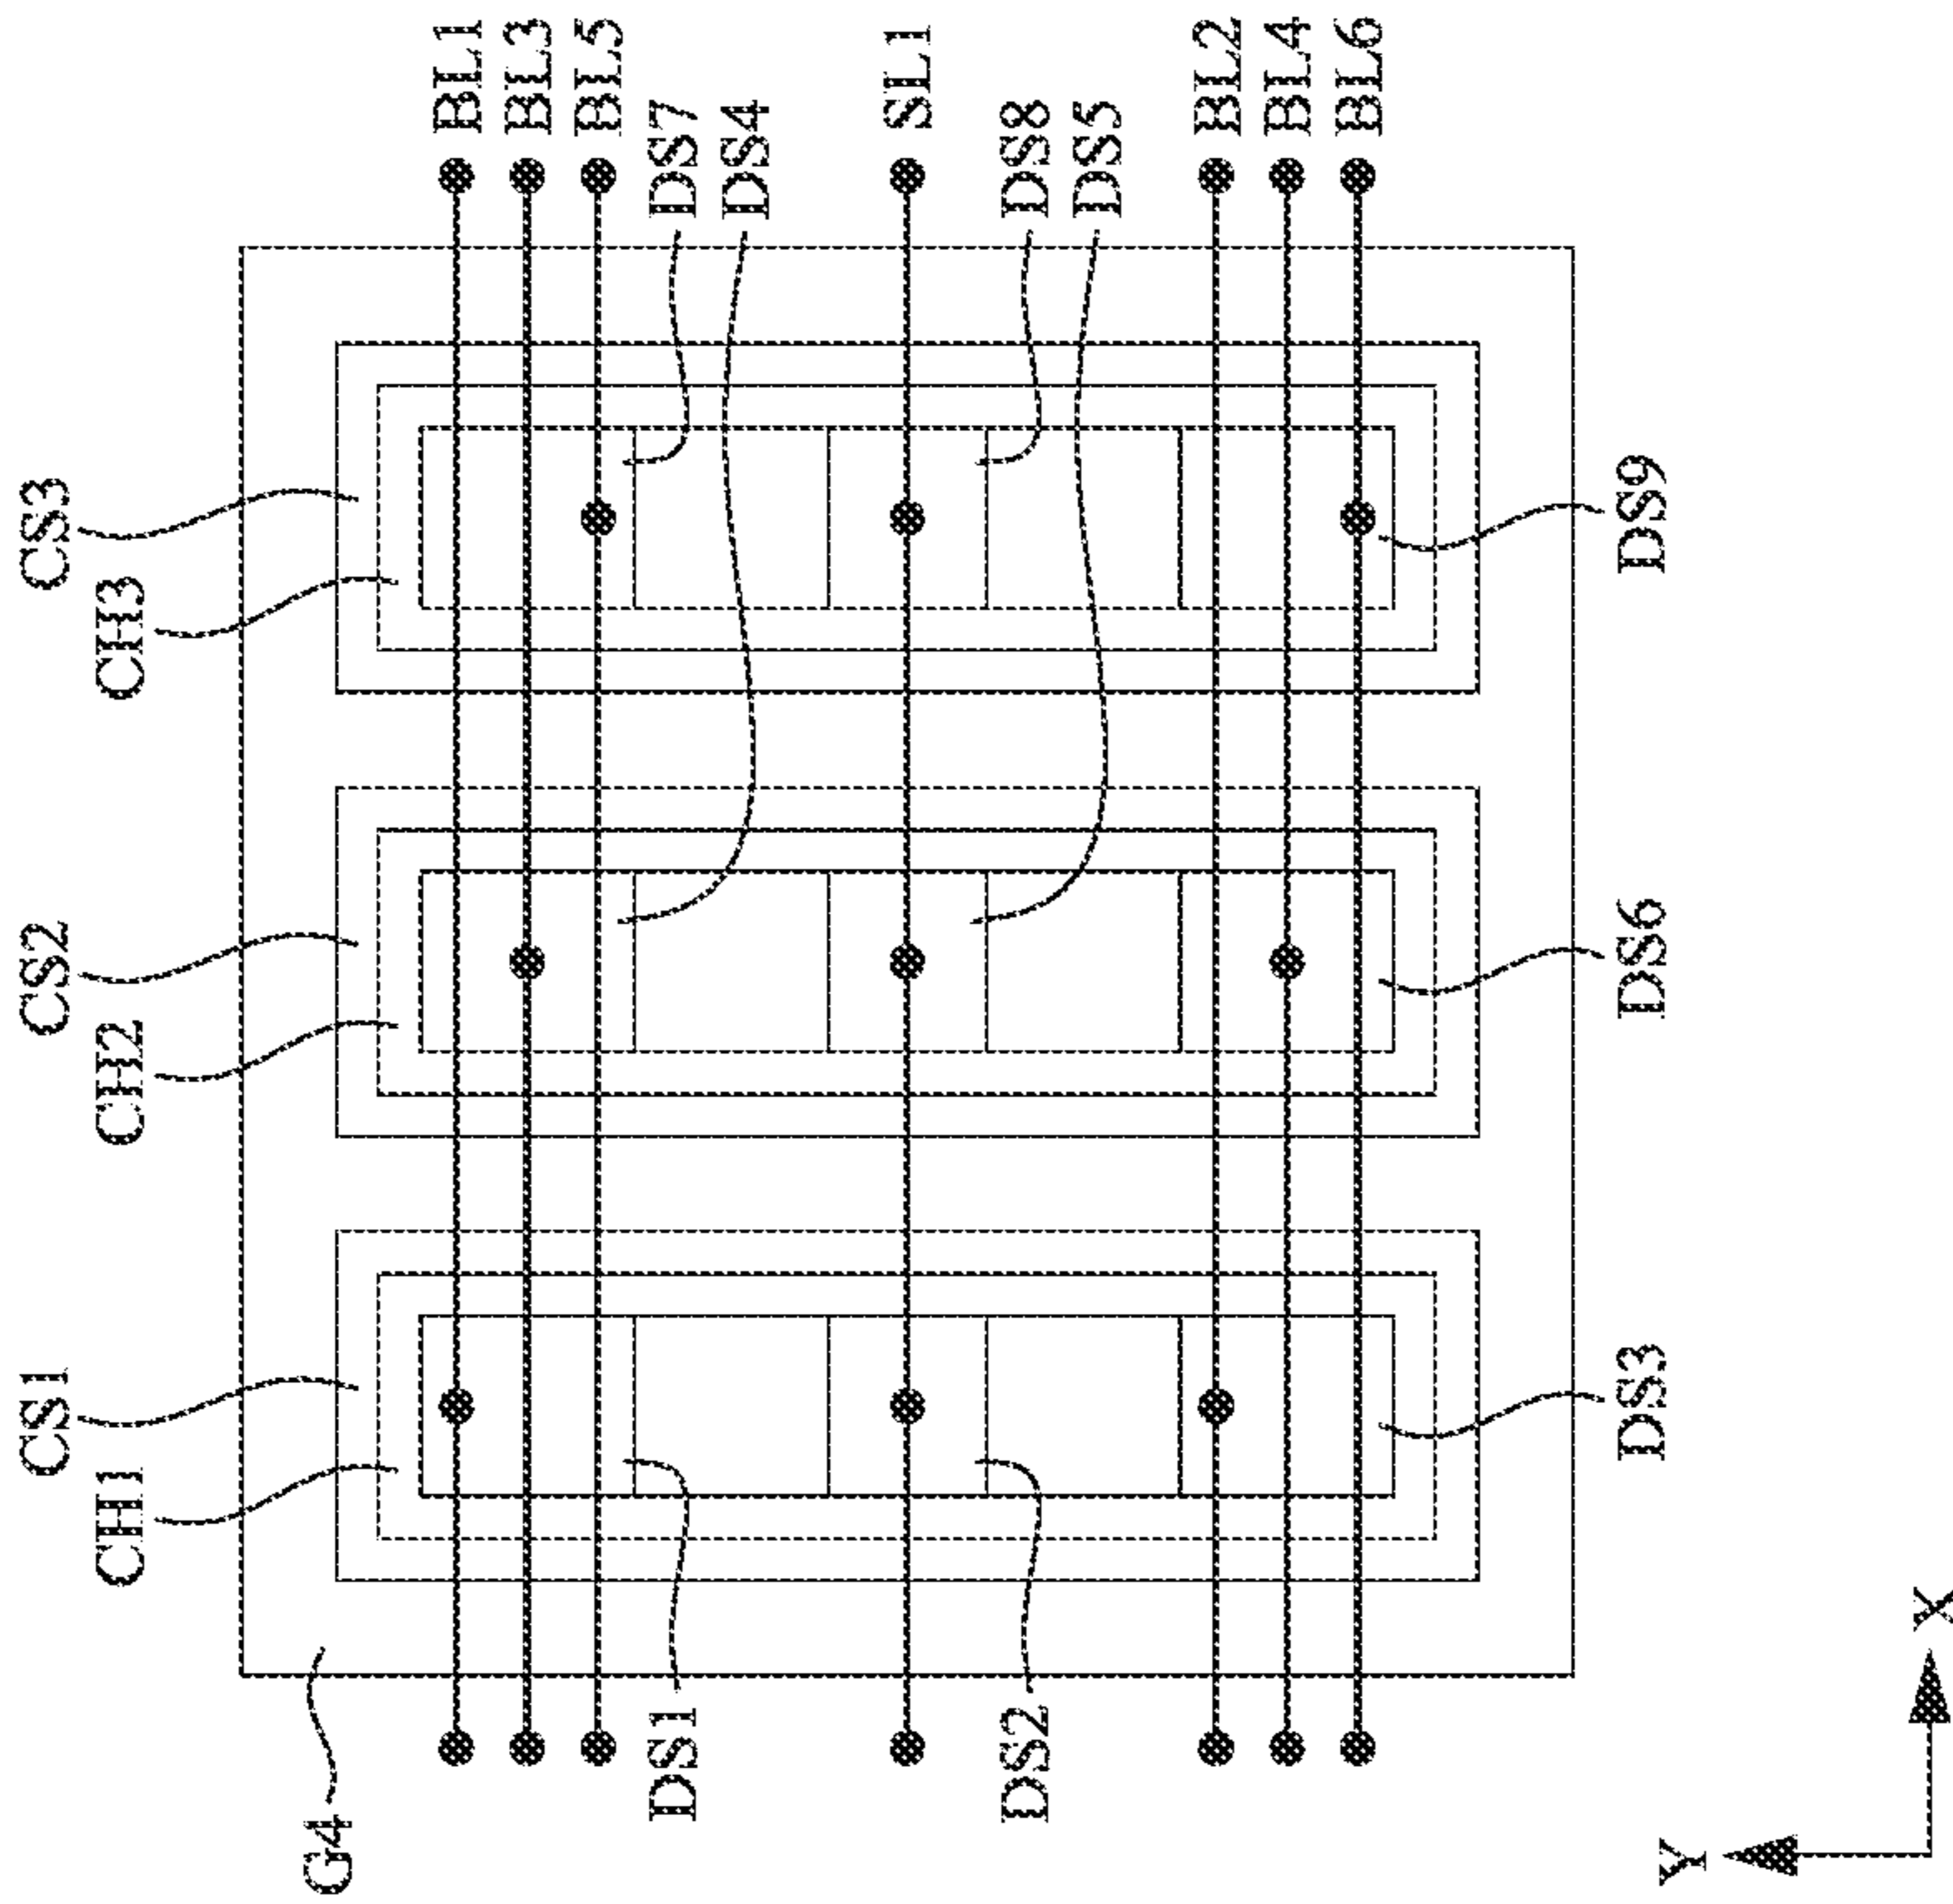 CS1
CS2
CS3
CH1
CH2
CH3
G4
BL1
BL3
BL5
DS1
DS7
DS4
SL1
DS2
DS8
DS5
BL2
BL4
BL6
DS3
DS6
DS9
Y
X